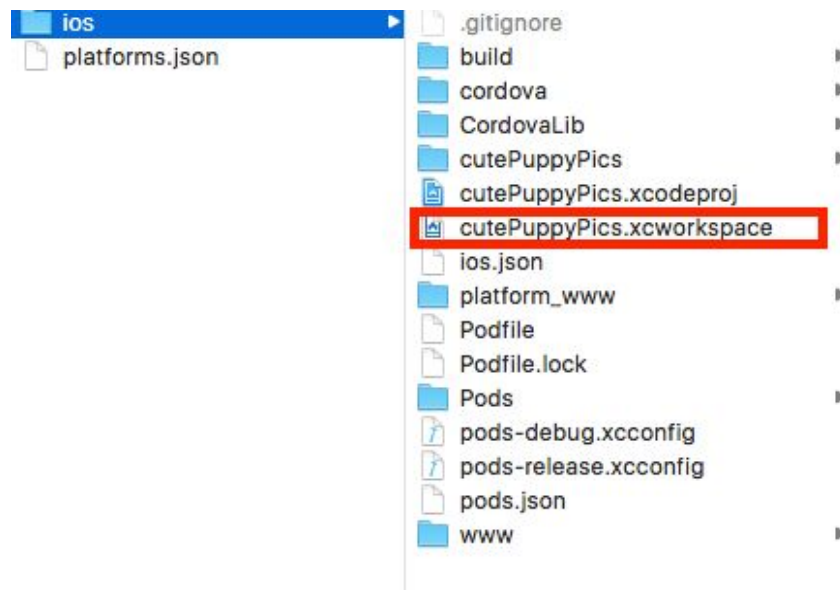 ios
platforms.json
.gitignore
build
cordova
CordovaLib
cutePuppyPics
cutePuppyPics.xcodeproj
cutePuppyPics.xcworkspace
ios.json
platform_www
Podfile
Podfile.lock
Pods
pods-debug.xcconfig
pods-release.xcconfig
pods.json
www